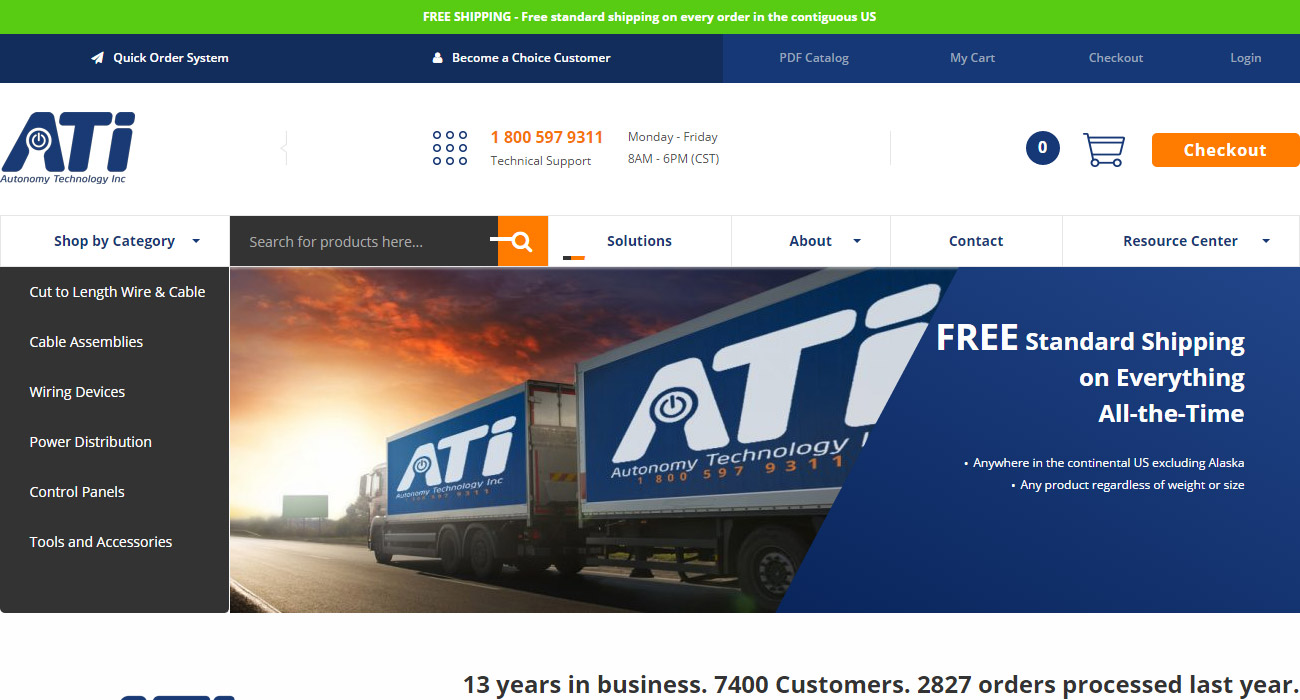 FREE SHIPPING - Free standard shipping on every order in the contiguous US
Quick Order System
Become a Choice Customer
PDF Catalog
My Cart
Checkout
Login
ATi
Autonomy Technology Inc
1 800 597 9311
Technical Support
Monday - Friday
8AM - 6PM (CST)
0
Checkout
Shop by Category
Search for products here...
Solutions
About
Contact
Resource Center
Cut to Length Wire & Cable
Cable Assemblies
Wiring Devices
Power Distribution
Control Panels
Tools and Accessories
ATi
Autonomy Technology Inc
1 800 597 9311
ATi
Autonomy Technology I
1 800 597 9311
FREE Standard Shipping
on Everything
All-the-Time
• Anywhere in the continental US excluding Alaska
• Any product regardless of weight or size
13 years in business. 7400 Customers. 2827 orders processed last year.